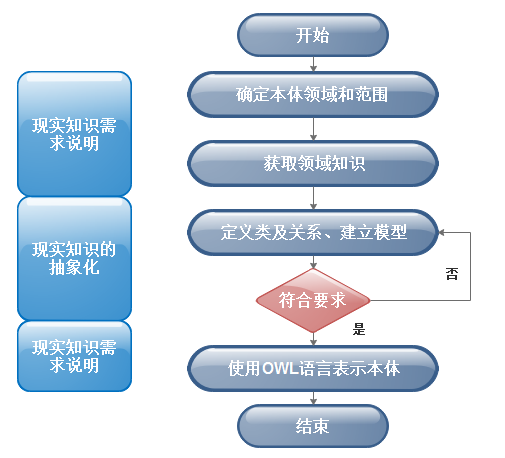 开始
确定本体领域和范围
获取领域知识
定义类及关系、建立模型
符合要求
否
是
使用OWL语言表示本体
结束
现实知识需
求说明
现实知识的
抽象化
现实知识需
求说明